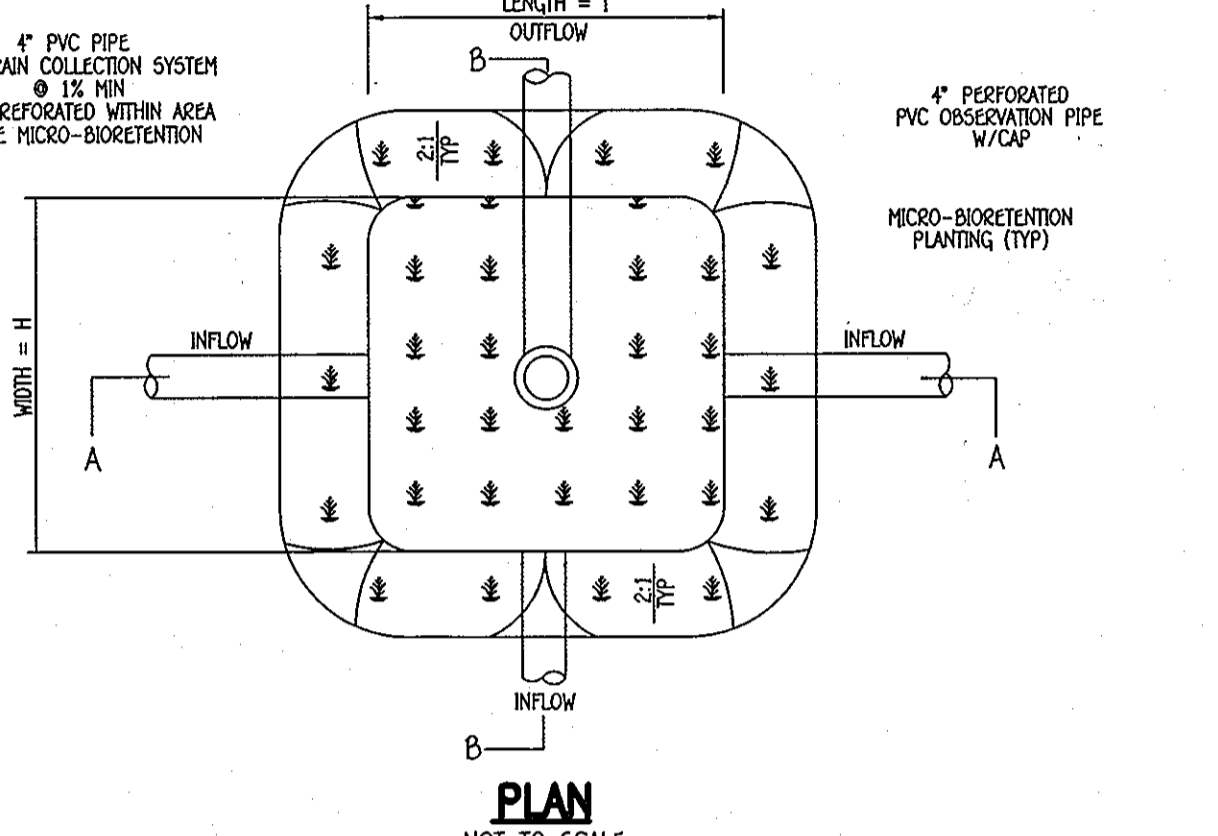 LENGTH = I
OUTFLOW
4" PVC PIPE
RAIN COLLECTION SYSTEM
@ 1% MIN
REFORATED WITHIN AREA
E MICRO-BIORETENTION
B
4" PERFORATED
PVC OBSERVATION PIPE
W/CAP
2:1
TYP
MICRO-BIORETENTION
PLANTING (TYP)
WIDTH = H
INFLOW
INFLOW
A
A
2:1
TYP
INFLOW
B
PLAN
NOT TO SCALE